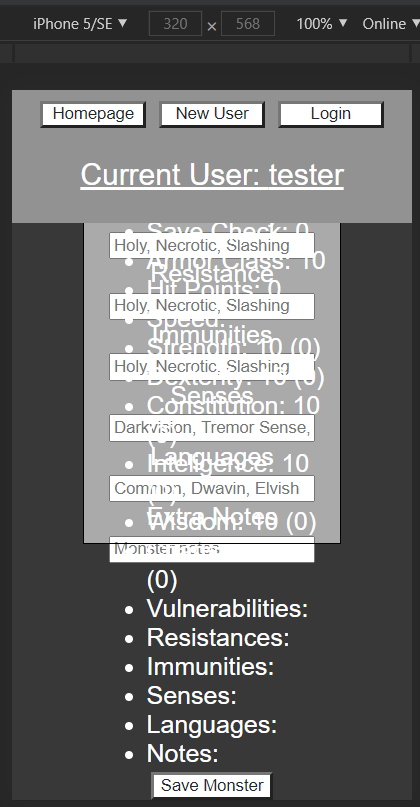 iPhone 5/SE ▼ 320 × 568 100% ▼ Online ▼
Homepage New User Login
Current User: tester
Save Check: 0
Holy, Necrotic, Slashing
Armor Class: 10
Resistance
Hit Points: 0
Holy, Necrotic, Slashing
Speed:
Immunities
Strength: 10 (0)
Holy, Necrotic, Slashing
Dexterity: 10 (0)
Senses
Constitution: 10
(0)
Darkvision, Tremor Sense,
Languages
Inteligence: 10
(0)
Common, Dwavin, Elvish
Extra Notes
Wisdom: 10 (0)
Monster notes
(0)
Vulnerabilities:
Resistances:
Immunities:
Senses:
Languages:
Notes:
Save Monster